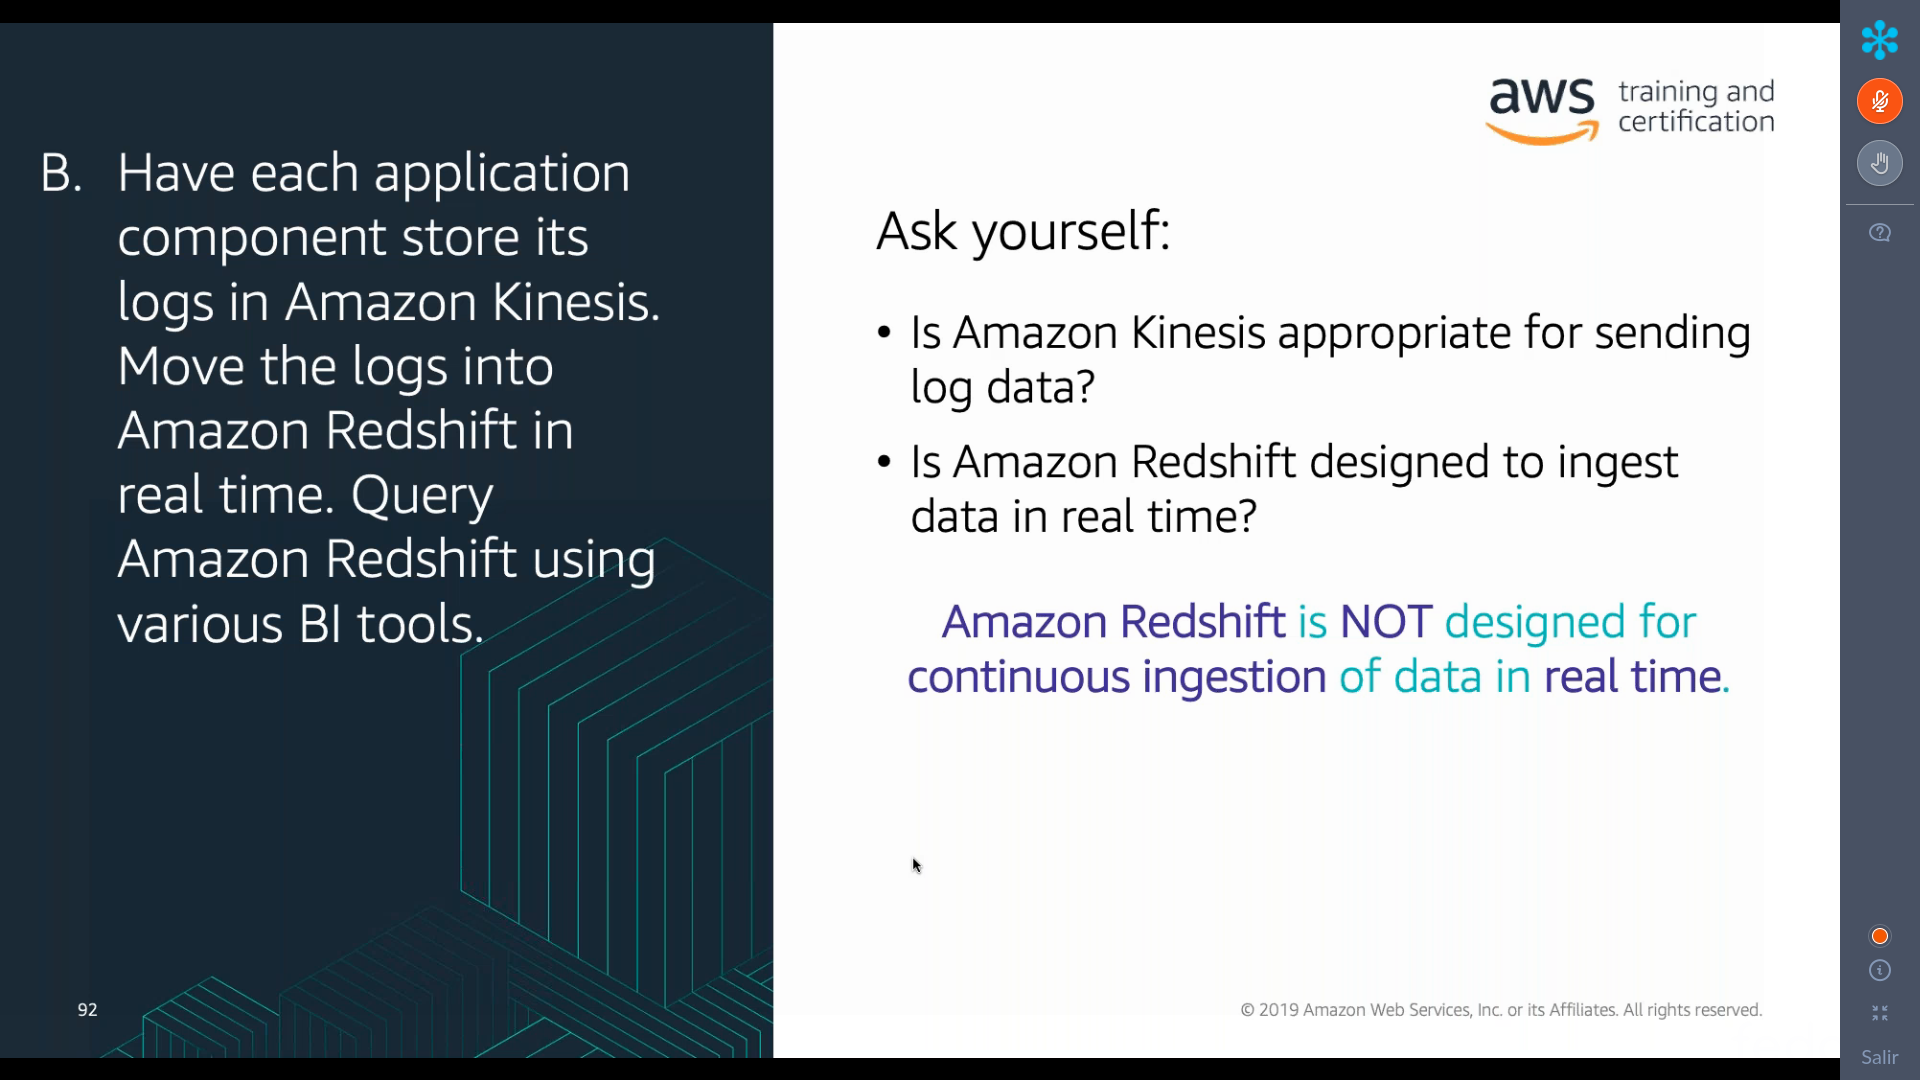 B. Have each application
component store its
logs in Amazon Kinesis.
Move the logs into
Amazon Redshift in
real time. Query
Amazon Redshift using
various BI tools.
92
aws training and
certification
Ask yourself:
• Is Amazon Kinesis appropriate for sending
log data?
• Is Amazon Redshift designed to ingest
data in real time?
Amazon Redshift is NOT designed for
continuous ingestion of data in real time.
© 2019 Amazon Web Services, Inc. or its Affiliates. All rights reserved.
Salir